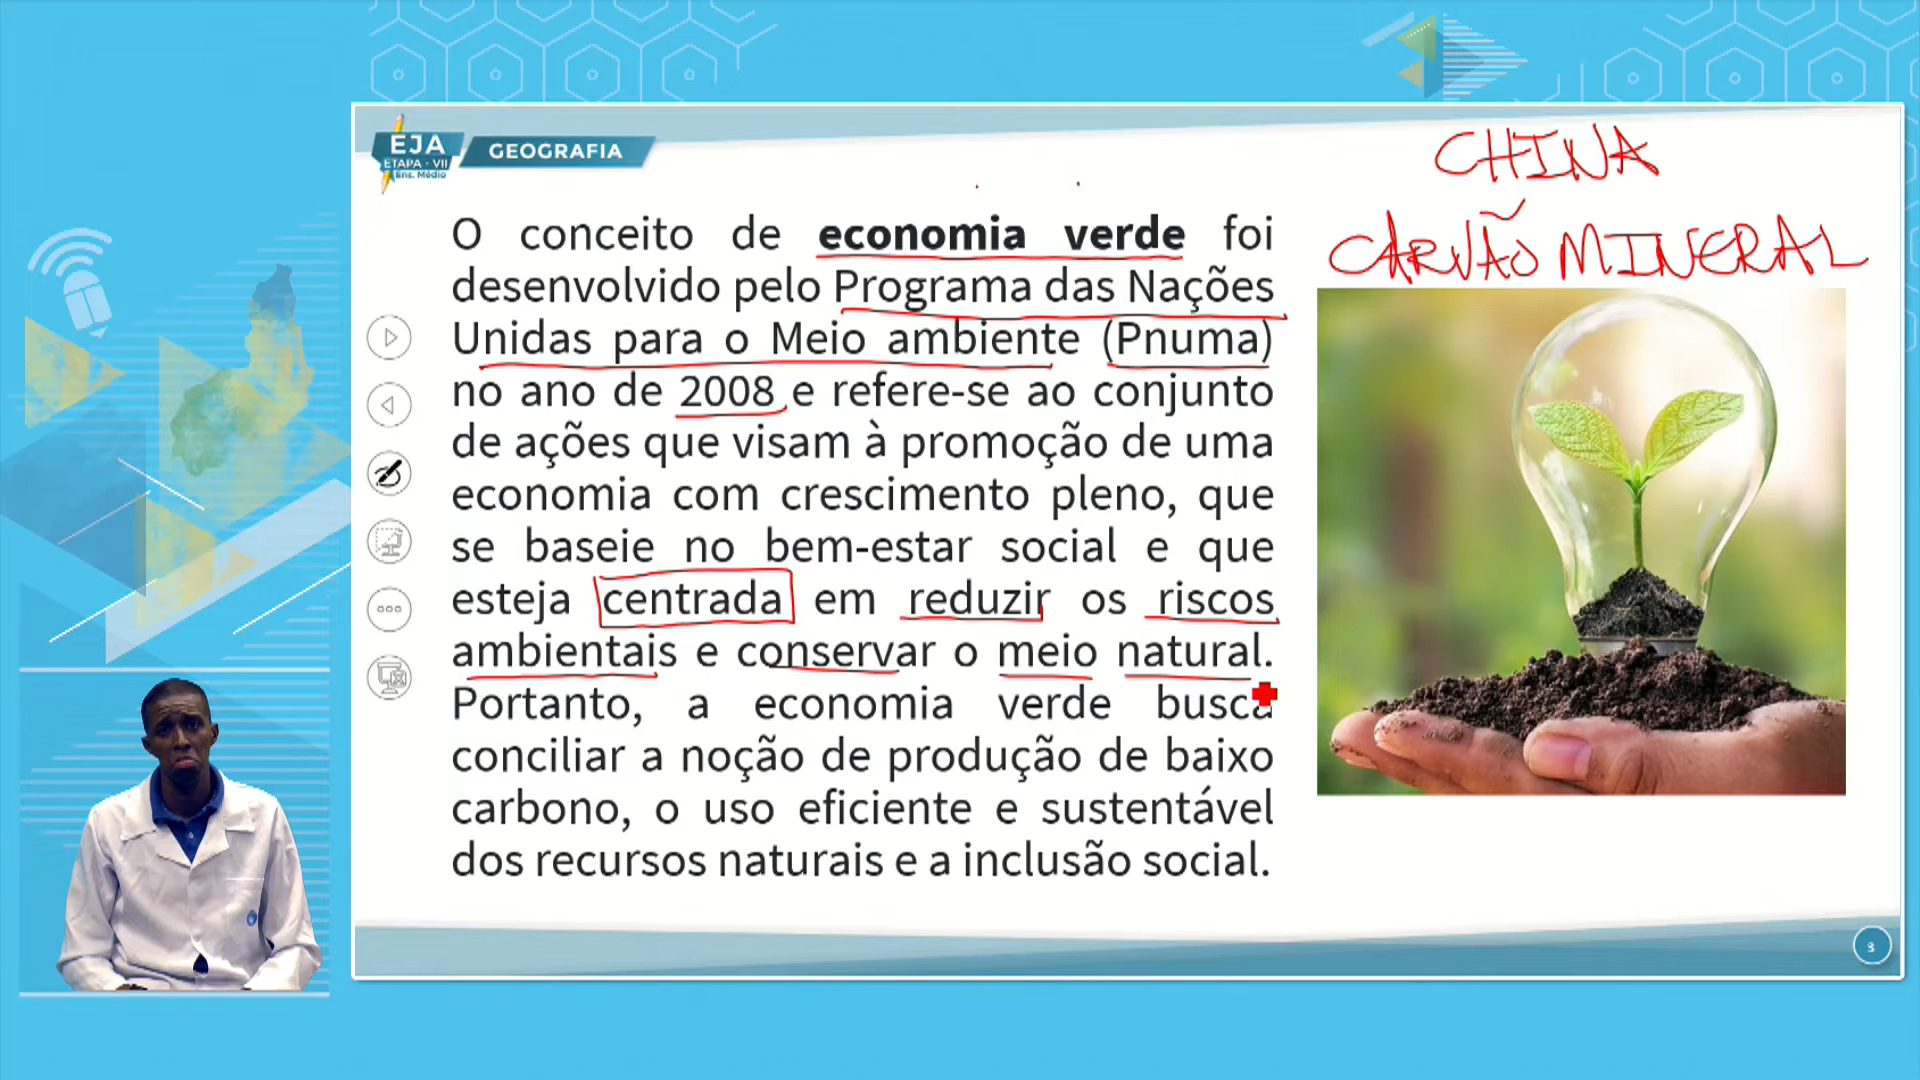 EJA
ETAPA - VII
Ens. Médio
GEOGRAFIA
CHINA
CARVÃO MINERAL
O conceito de economia verde foi
desenvolvido pelo Programa das Nações
Unidas para o Meio ambiente (Pnuma)
no ano de 2008 e refere-se ao conjunto
de ações que visam à promoção de uma
economia com crescimento pleno, que
se baseie no bem-estar social e que
esteja centrada em reduzir os riscos
ambientais e conservar o meio natural.
Portanto, a economia verde busca
conciliar a noção de produção de baixo
carbono, o uso eficiente e sustentável
dos recursos naturais e a inclusão social.
3